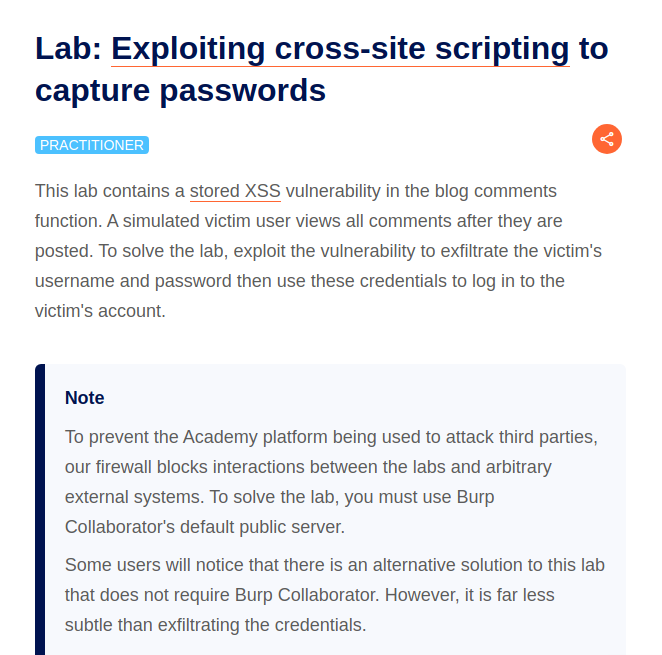 Lab: Exploiting cross-site scripting to
capture passwords
PRACTITIONER
This lab contains a stored XSS vulnerability in the blog comments
function. A simulated victim user views all comments after they are
posted. To solve the lab, exploit the vulnerability to exfiltrate the victim's
username and password then use these credentials to log in to the
victim's account.
Note
To prevent the Academy platform being used to attack third parties,
our firewall blocks interactions between the labs and arbitrary
external systems. To solve the lab, you must use Burp
Collaborator's default public server.
Some users will notice that there is an alternative solution to this lab
that does not require Burp Collaborator. However, it is far less
subtle than exfiltrating the credentials.